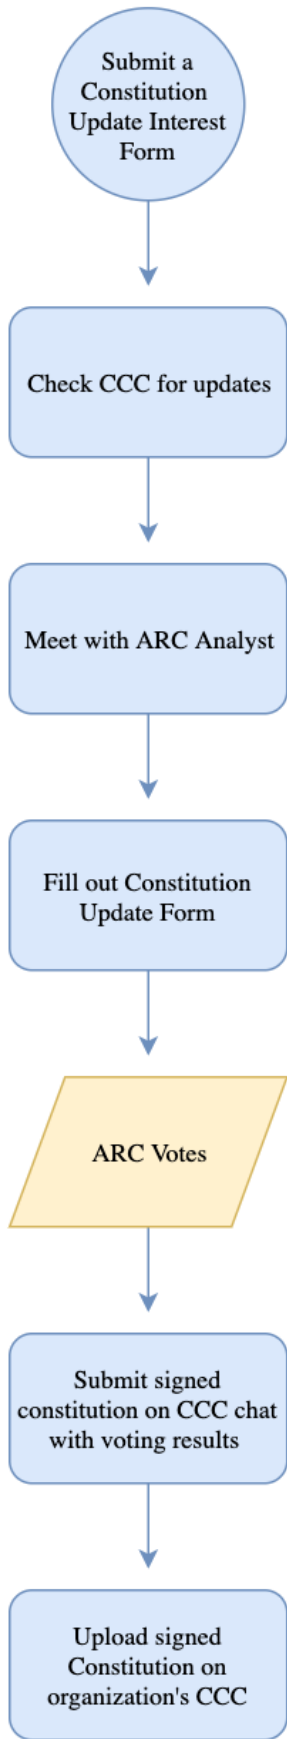 Submit a
Constitution
Update Interest
Form
Check CCC for updates
Meet with ARC Analyst
Fill out Constitution
Update Form
ARC Votes
Submit signed
constitution on CCC chat
with voting results
Upload signed
Constitution on
organization's CCC